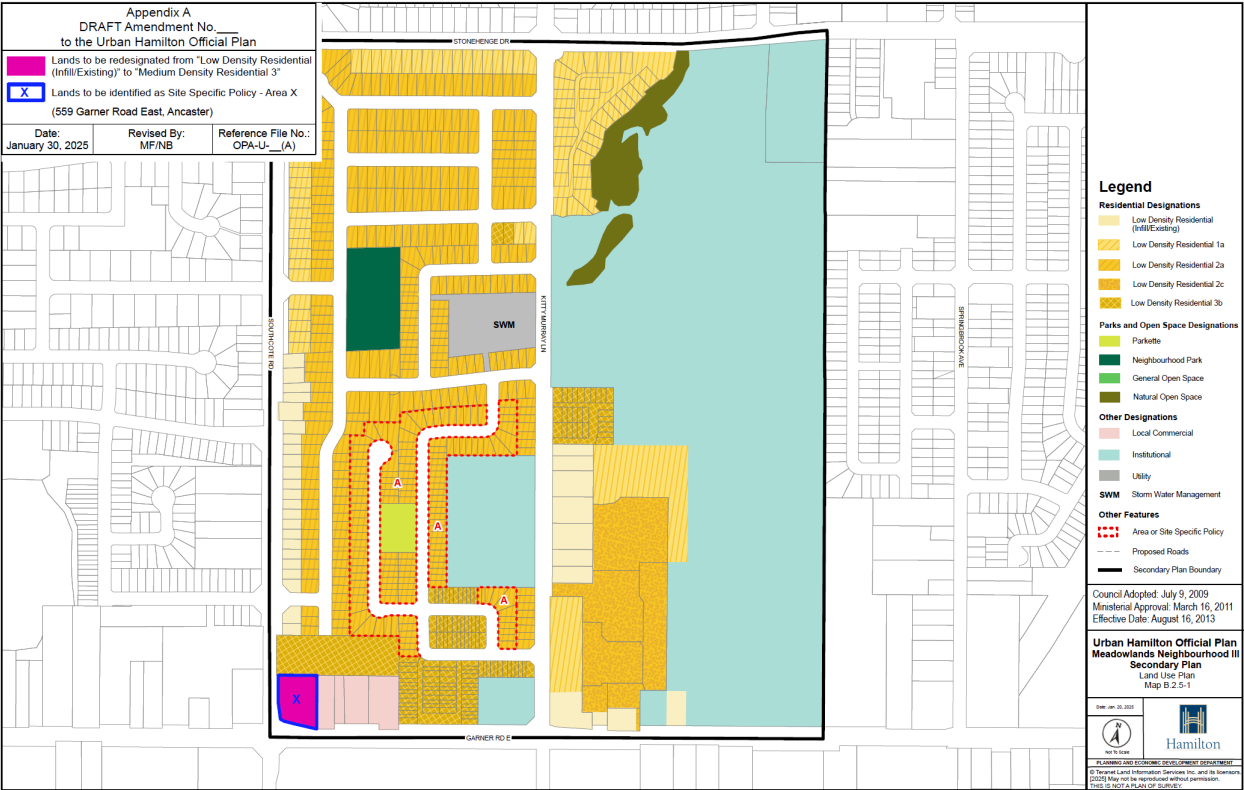 Appendix A
DRAFT Amendment No.___
to the Urban Hamilton Official Plan
Lands to be redesignated from "Low Density Residential
(Infill/Existing)" to "Medium Density Residential 3"
X
Lands to be identified as Site Specific Policy - Area X
(559 Garner Road East, Ancaster)
Date:
January 30, 2025
Revised By:
MF/NB
Reference File No.:
OPA-U-__(A)
STONEHENGE DR
SOUTHCOTE RD
KITTY MURRAY LN
SPRINGBROOK AVE
SWM
A
A
A
X
GARNER RD E
Legend
Residential Designations
Low Density Residential
(Infill/Existing)
Low Density Residential 1a
Low Density Residential 2a
Low Density Residential 2c
Low Density Residential 3b
Parks and Open Space Designations
Parkette
Neighbourhood Park
General Open Space
Natural Open Space
Other Designations
Local Commercial
Institutional
Utility
SWM Storm Water Management
Other Features
Area or Site Specific Policy
Proposed Roads
Secondary Plan Boundary
Council Adopted: July 9, 2009
Ministerial Approval: March 16, 2011
Effective Date: August 16, 2013
Urban Hamilton Official Plan
Meadowlands Neighbourhood III
Secondary Plan
Land Use Plan
Map B.2.5-1
Date: Jan. 20, 2025
N
Not To Scale
Hamilton
PLANNING AND ECONOMIC DEVELOPMENT DEPARTMENT
© Teranet Land Information Services Inc. and its licensors.
[2025] May not be reproduced without permission.
THIS IS NOT A PLAN OF SURVEY.